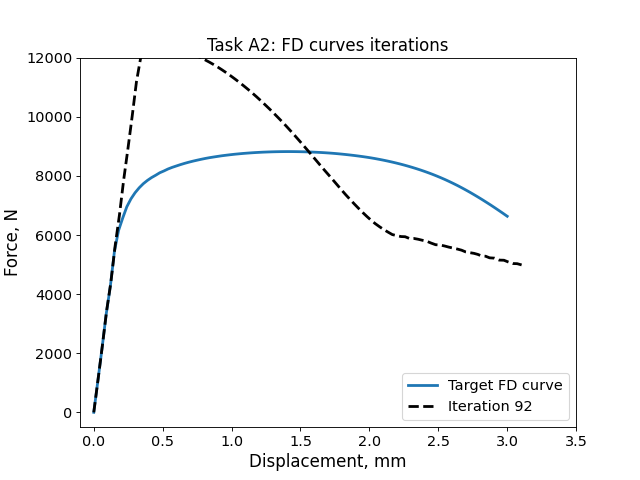 Task A2: FD curves iterations
Force, N
12000
10000
8000
6000
4000
2000
0
0.0 0.5 1.0 1.5 2.0 2.5 3.0 3.5
Displacement, mm
Target FD curve
Iteration 92